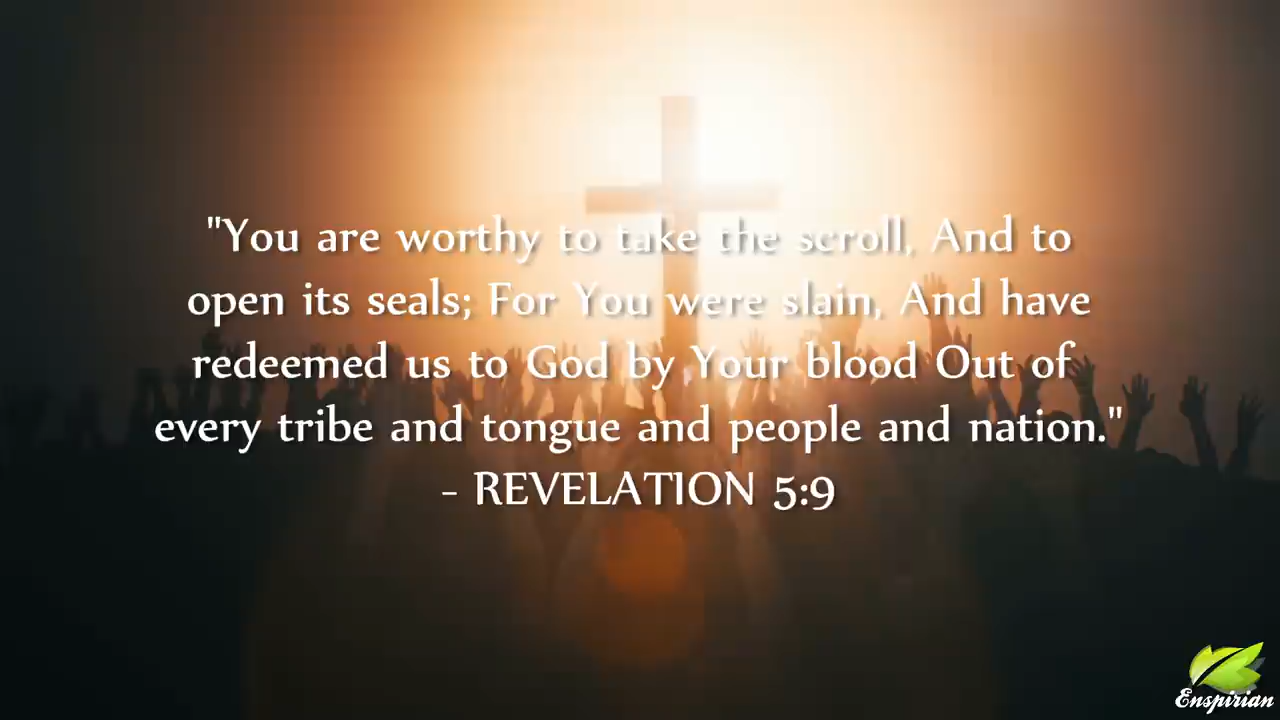 "You are worthy to take the scroll, And to
open its seals; For You were slain, And have
redeemed us to God by Your blood Out of
every tribe and tongue and people and nation."
- REVELATION 5:9
Enspirian